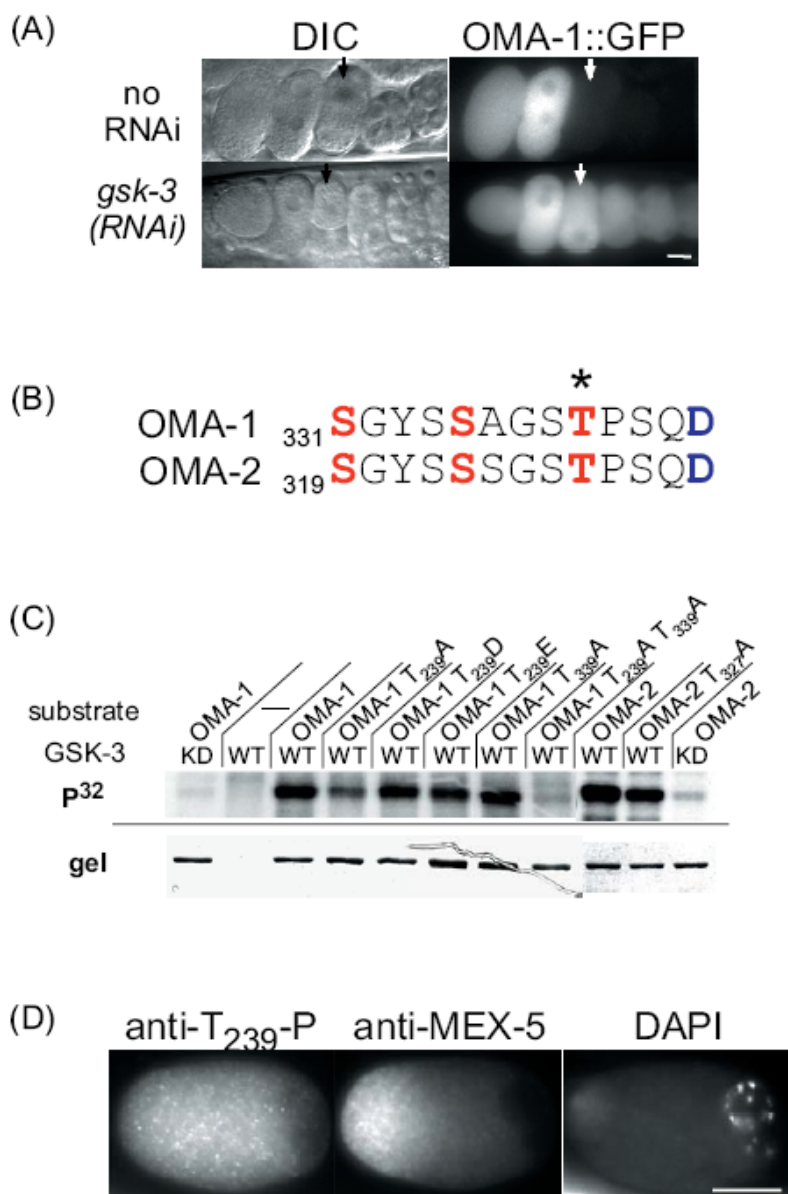 (A)
DIC OMA-1::GFP
no RNAi
gsk-3 (RNAi)
(B)
*
OMA-1 331 SGYSSAGSTPSQD
OMA-2 319 SGYSSSGSTPSQD
(C)
substrate OMA-1 — OMA-1 OMA-1 T239A OMA-1 T239D OMA-1 T239E OMA-1 T339A OMA-1 T239A T339A OMA-2 OMA-2 T327A OMA-2
GSK-3 KD WT WT WT WT WT WT WT WT WT KD
P32
gel
(D)
anti-T239-P anti-MEX-5 DAPI